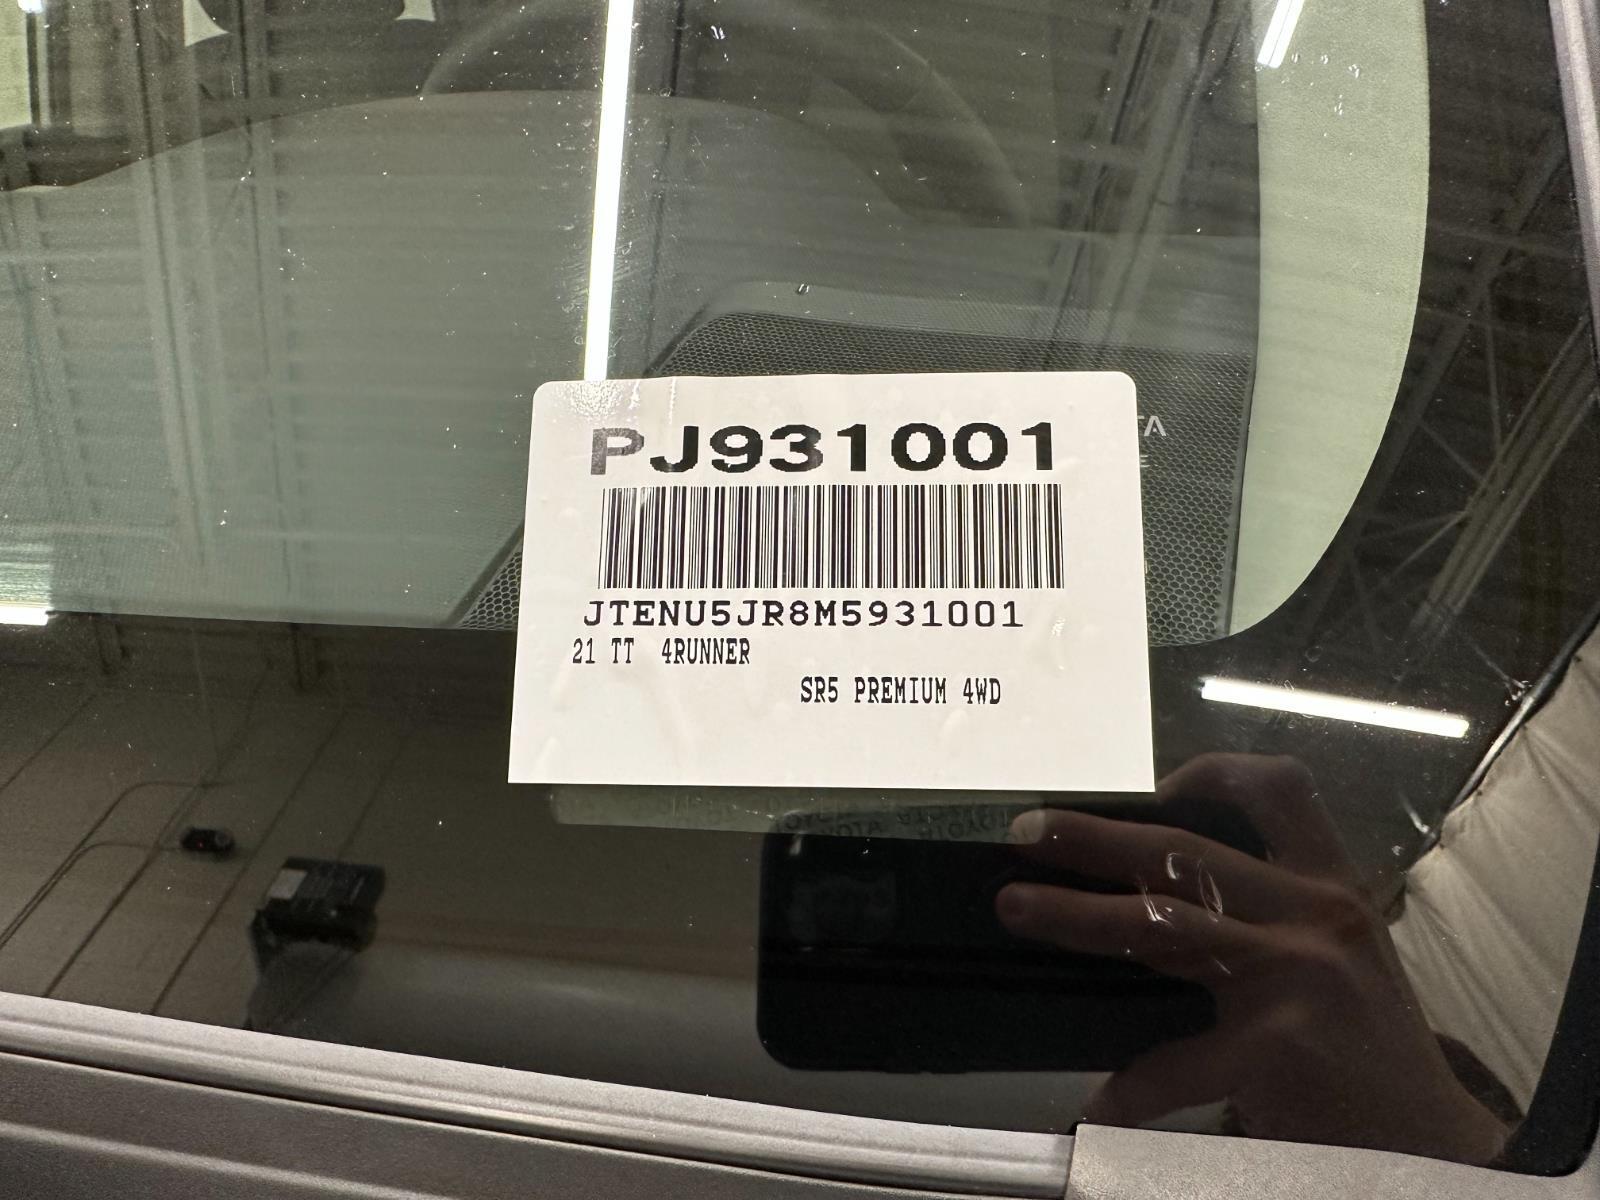 PJ931001
JTENU5JR8M5931001
21 TT 4RUNNER
SR5 PREMIUM 4WD